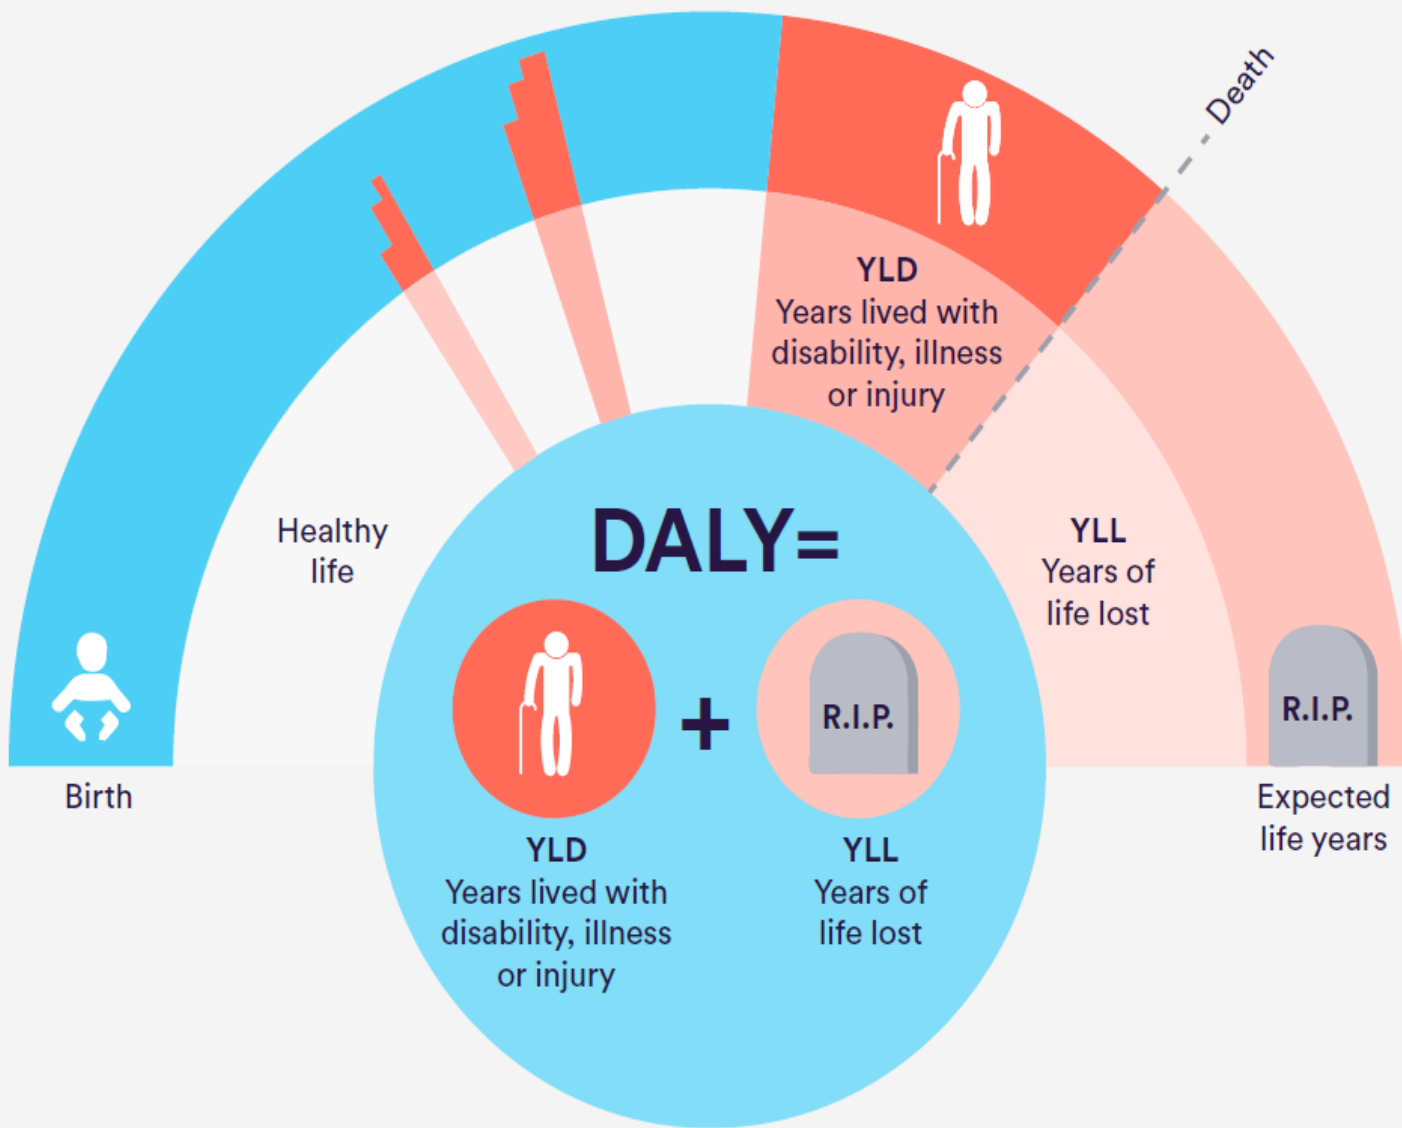 Death
YLD
Years lived with
disability, illness
or injury
Healthy
life
DALY=
YLL
Years of
life lost
R.I.P.
+
R.I.P.
Birth
Expected
life years
YLD
Years lived with
disability, illness
or injury
YLL
Years of
life lost